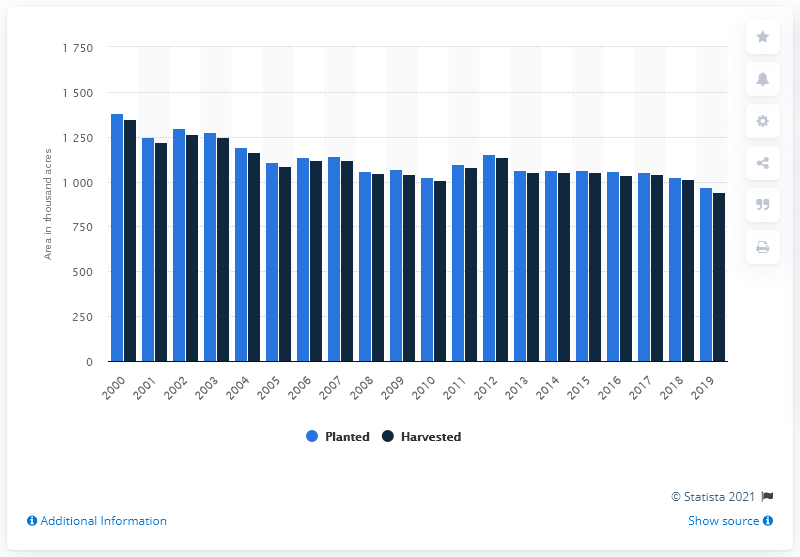 1 750
1 500
1 250
1 000
750
500
250
0
Area in thousand acres
2000 2001 2002 2003 2004 2005 2006 2007 2008 2009 2010 2011 2012 2013 2014 2015 2016 2017 2018 2019
Planted Harvested
© Statista 2021
Additional Information
Show source